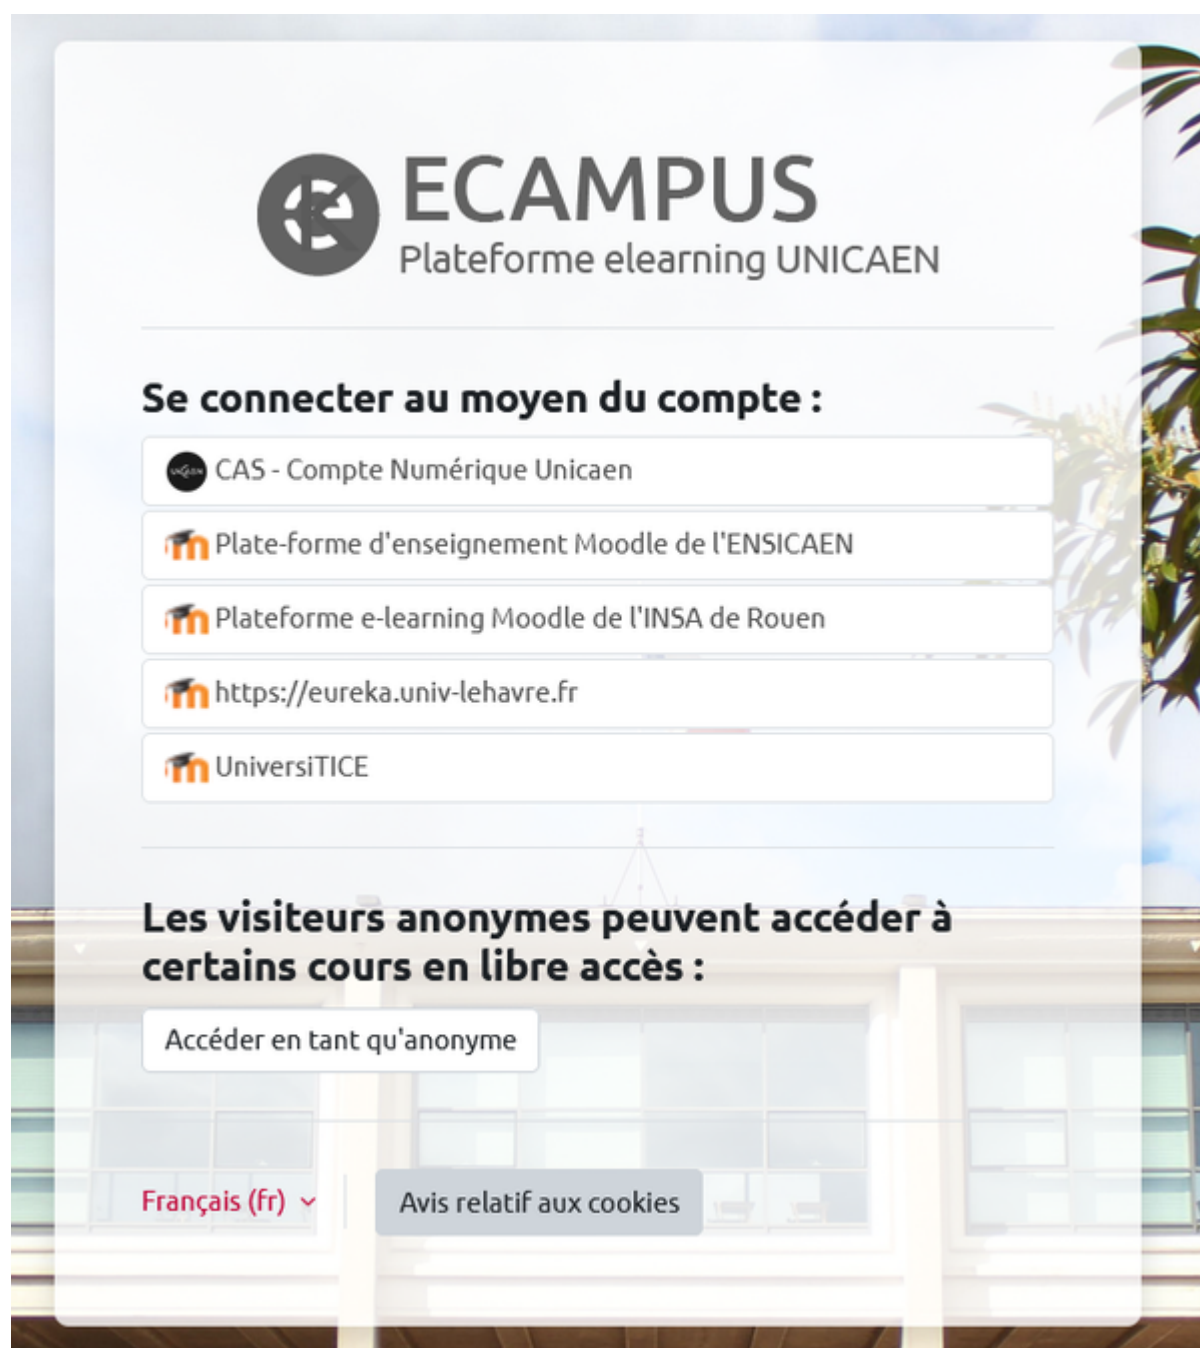 ECAMPUS
Plateforme elearning UNICAEN
Se connecter au moyen du compte :
CAS - Compte Numérique Unicaen
Plate-forme d'enseignement Moodle de l'ENSICAEN
Plateforme e-learning Moodle de l'INSA de Rouen
https://eureka.univ-lehavre.fr
UniversiTICE
Les visiteurs anonymes peuvent accéder à
certains cours en libre accès :
Accéder en tant qu'anonyme
Français (fr)
Avis relatif aux cookies